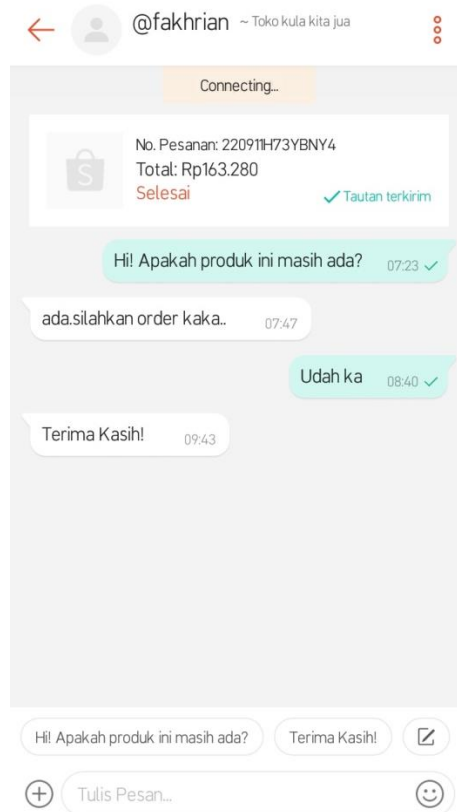 @fakhrian ~ Toko kula kita jua
Connecting...
No. Pesanan: 220911H73YBNY4
Total: Rp163.280
Selesai
Tautan terkirim
Hi! Apakah produk ini masih ada? 07:23
ada.silahkan order kaka.. 07:47
Udah ka 08:40
Terima Kasih! 09:43
Hi! Apakah produk ini masih ada? Terima Kasih!
Tulis Pesan...